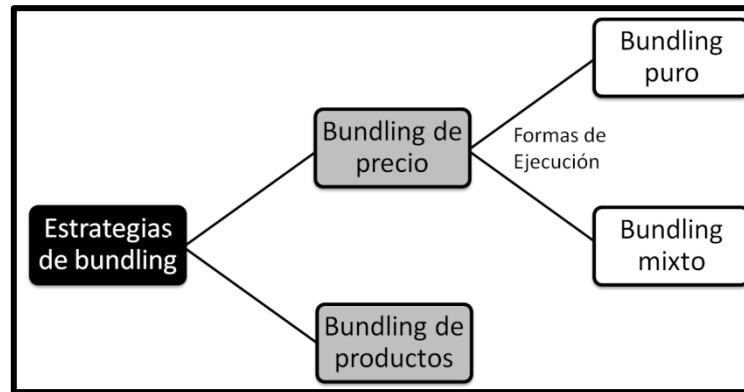 Estrategias
de bundling
Bundling de
precio
Bundling de
productos
Formas de
Ejecución
Bundling
puro
Bundling
mixto